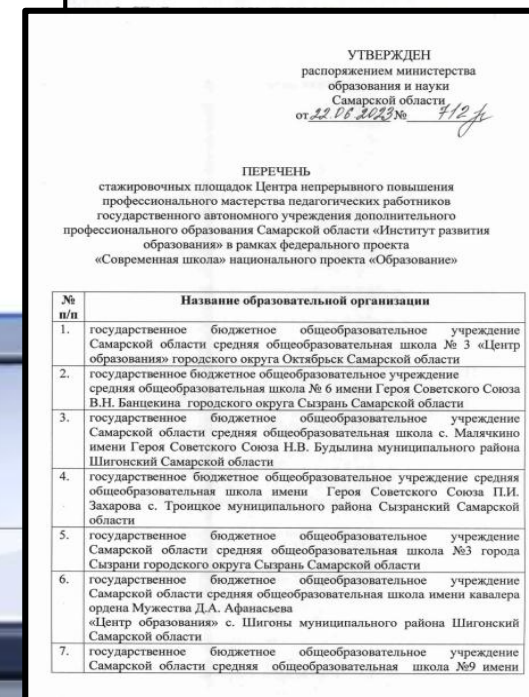 УТВЕРЖДЕН
распоряжением министерства
образования и науки
Самарской области
от 22.06.2023 № 712 р
ПЕРЕЧЕНЬ
стажировочных площадок Центра непрерывного повышения
профессионального мастерства педагогических работников
государственного автономного учреждения дополнительного
профессионального образования Самарской области «Институт развития
образования» в рамках федерального проекта
«Современная школа» национального проекта «Образование»
№ Название образовательной организации
п/п
1. государственное бюджетное общеобразовательное учреждение
Самарской области средняя общеобразовательная школа № 3 «Центр
образования» городского округа Октябрьск Самарской области
2. государственное бюджетное общеобразовательное учреждение
средняя общеобразовательная школа № 6 имени Героя Советского Союза
В.Н. Банцекина городского округа Сызрань Самарской области
3. государственное бюджетное общеобразовательное учреждение
Самарской области средняя общеобразовательная школа с. Малячкино
имени Героя Советского Союза Н.В. Будылина муниципального района
Шигонский Самарской области
4. государственное бюджетное общеобразовательное учреждение средняя
общеобразовательная школа имени Героя Советского Союза П.И.
Захарова с. Троицкое муниципального района Сызранский Самарской
области
5. государственное бюджетное общеобразовательное учреждение
Самарской области средняя общеобразовательная школа №3 города
Сызрани городского округа Сызрань Самарской области
6. государственное бюджетное общеобразовательное учреждение
Самарской области средняя общеобразовательная школа имени кавалера
ордена Мужества Д.А. Афанасьева
«Центр образования» с. Шигоны муниципального района Шигонский
Самарской области
7. государственное бюджетное общеобразовательное учреждение
Самарской области средняя общеобразовательная школа №9 имени